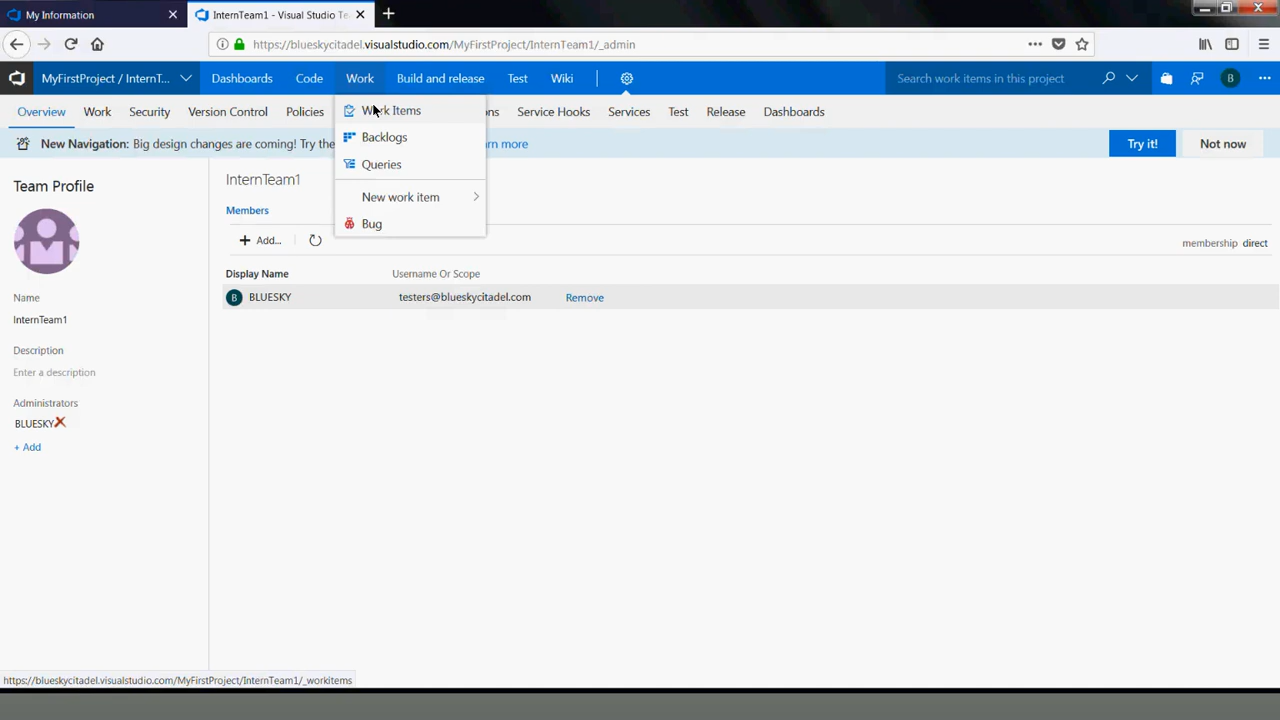 My Information
InternTeam1 - Visual Studio Te
https://blueskycitadel.visualstudio.com/MyFirstProject/InternTeam1/_admin
MyFirstProject / InternT... Dashboards Code Work Build and release Test Wiki Search work items in this project B
Overview Work Security Version Control Policies ons Service Hooks Services Test Release Dashboards
Work Items
New Navigation: Big design changes are coming! Try the rn more Try it! Not now
Backlogs
Queries
New work item
Bug
Team Profile
InternTeam1
Members
Add...
membership direct
Display Name Username Or Scope
B BLUESKY testers@blueskycitadel.com Remove
Name
InternTeam1
Description
Enter a description
Administrators
BLUESKY
+ Add
https://blueskycitadel.visualstudio.com/MyFirstProject/InternTeam1/_workitems